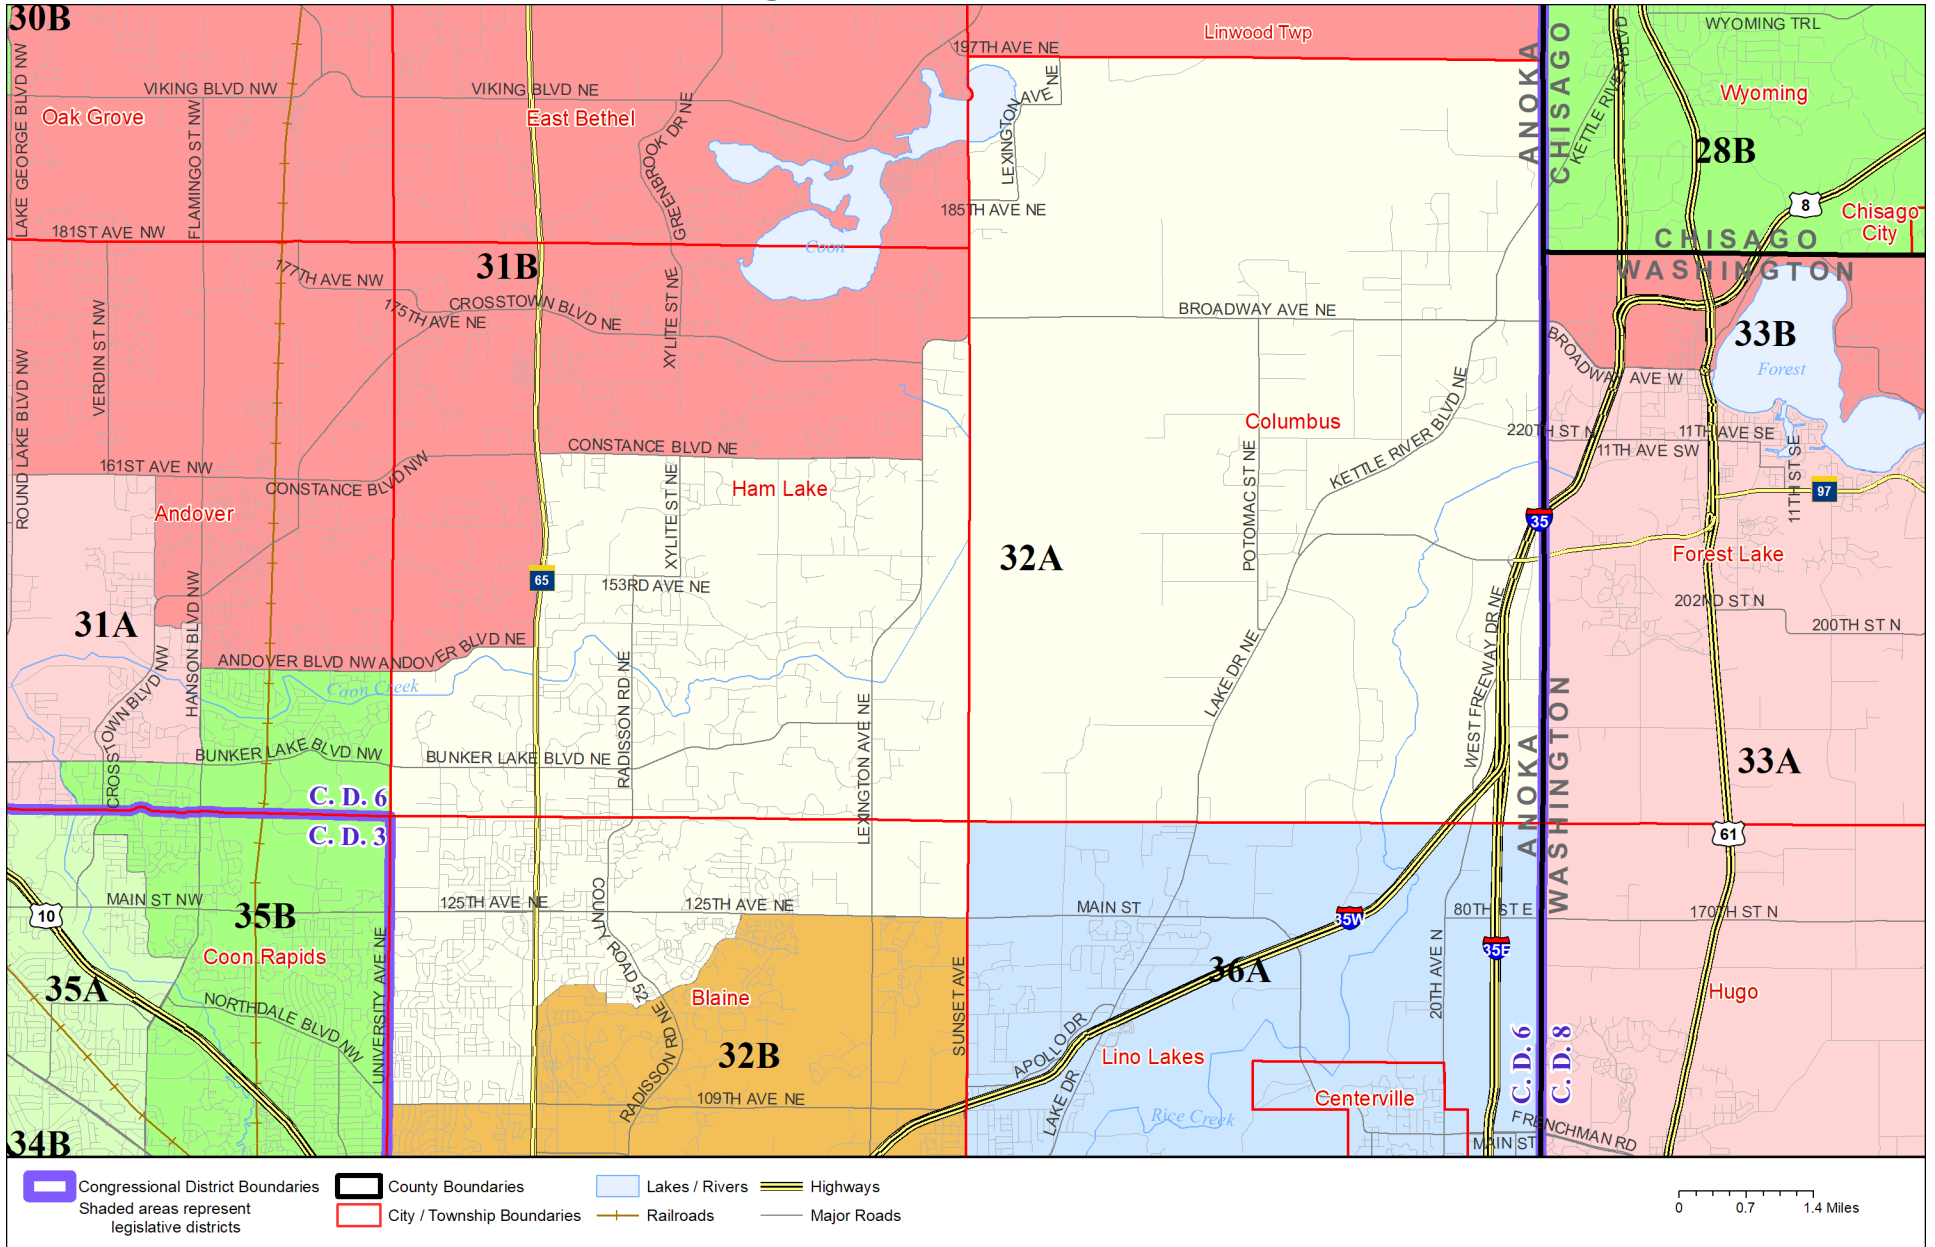 30B
Linwood Twp
WYOMING TRL
197TH AVE NE
LAKE GEORGE BLVD NW
VIKING BLVD NW
VIKING BLVD NE
Oak Grove
East Bethel
FLAMINGO ST NW
GREENBROOK DR NE
LEXINGTON AVE NE
ANOKA
CHISAGO
KETTLE RIVER BLVD
Wyoming
28B
8
Chisago
City
185TH AVE NE
181ST AVE NW
Coon
CHISAGO
WASHINGTON
31B
177TH AVE NW
175TH AVE NE
CROSSTOWN BLVD NE
XYLITE ST NE
VERDIN ST NW
ROUND LAKE BLVD NW
BROADWAY AVE NE
33B
Forest
BROADWAY AVE W
Columbus
KETTLE RIVER BLVD NE
POTOMAC ST NE
220TH ST N
11TH AVE SE
11TH AVE SW
11TH ST SE
97
161ST AVE NW
CONSTANCE BLVD NW
CONSTANCE BLVD NE
Ham Lake
XYLITE ST NE
Andover
35
32A
Forest Lake
65
153RD AVE NE
202ND ST N
200TH ST N
31A
HANSON BLVD NW
CROSSTOWN BLVD NW
ANDOVER BLVD NW
ANDOVER BLVD NE
Coon Creek
RADISSON RD NE
LEXINGTON AVE NE
LAKE DR NE
WEST FREEWAY DR NE
ANOKA
WASHINGTON
33A
BUNKER LAKE BLVD NW
BUNKER LAKE BLVD NE
C. D. 6
C. D. 3
61
10
MAIN ST NW
35B
Coon Rapids
35A
NORTHDALE BLVD NW
UNIVERSITY AVE NE
125TH AVE NE
125TH AVE NE
COUNTY ROAD 52
Blaine
32B
RADISSON RD NE
109TH AVE NE
SUNSET AVE
MAIN ST
35W
36A
80TH ST E
35E
20TH AVE N
170TH ST N
Hugo
APOLLO DR
LAKE DR
Lino Lakes
Centerville
Rice Creek
C. D. 6
C. D. 8
FRENCHMAN RD
MAIN ST
34B
Congressional District Boundaries
Shaded areas represent
legislative districts
County Boundaries
City / Township Boundaries
Lakes / Rivers
Railroads
Highways
Major Roads
0 0.7 1.4 Miles